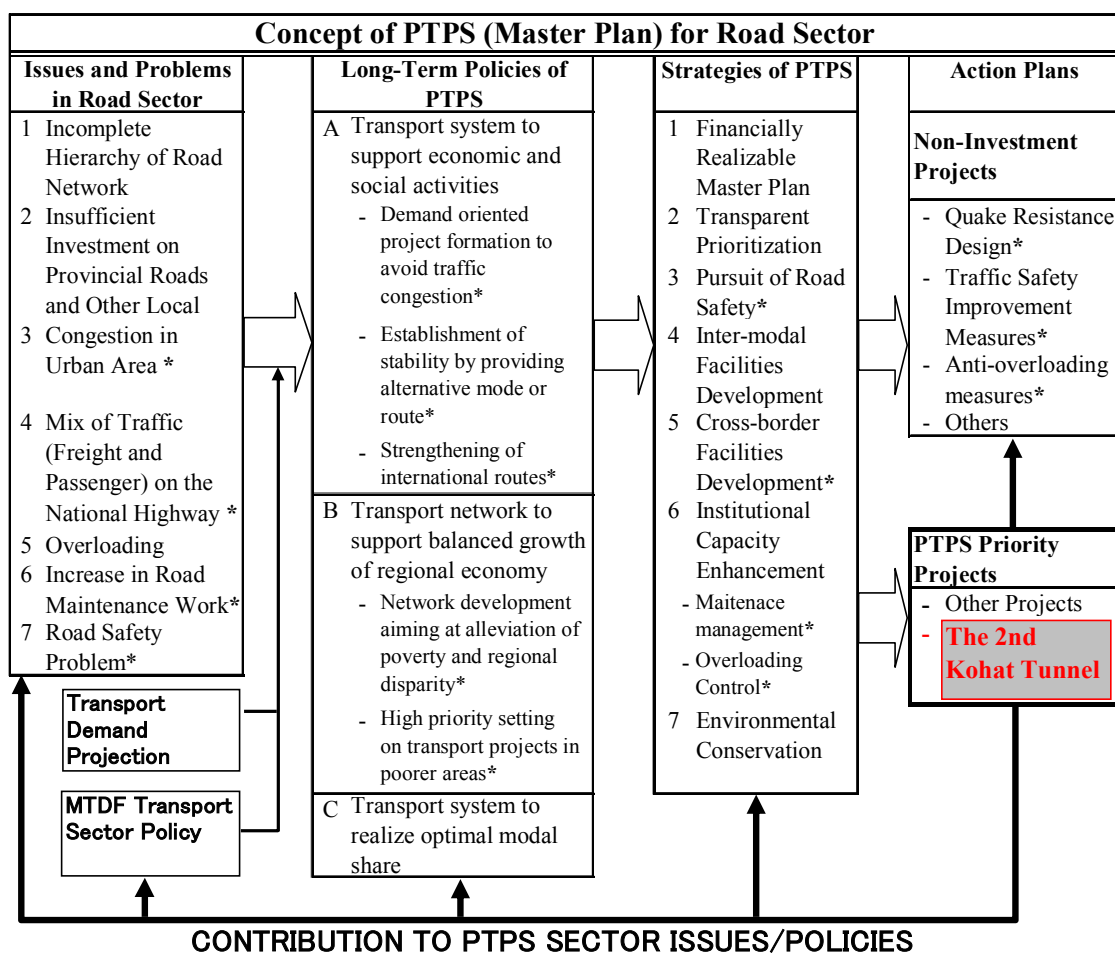 Concept of PTPS (Master Plan) for Road Sector
Issues and Problems
in Road Sector
1 Incomplete
Hierarchy of Road
Network
2 Insufficient
Investment on
Provincial Roads
and Other Local
3 Congestion in
Urban Area *
4 Mix of Traffic
(Freight and
Passenger) on the
National Highway *
5 Overloading
6 Increase in Road
Maintenance Work*
7 Road Safety
Problem*
Transport
Demand
Projection
MTDF Transport
Sector Policy
Long-Term Policies of
PTPS
A Transport system to
support economic and
social activities
- Demand oriented
project formation to
avoid traffic
congestion*
- Establishment of
stability by providing
alternative mode or
route*
- Strengthening of
international routes*
B Transport network to
support balanced growth
of regional economy
- Network development
aiming at alleviation of
poverty and regional
disparity*
- High priority setting
on transport projects in
poorer areas*
C Transport system to
realize optimal modal
share
Strategies of PTPS
1 Financially
Realizable
Master Plan
2 Transparent
Prioritization
3 Pursuit of Road
Safety*
4 Inter-modal
Facilities
Development
5 Cross-border
Facilities
Development*
6 Institutional
Capacity
Enhancement
- Maitenace
management*
- Overloading
Control*
7 Environmental
Conservation
Action Plans
Non-Investment
Projects
- Quake Resistance
Design*
- Traffic Safety
Improvement
Measures*
- Anti-overloading
measures*
- Others
PTPS Priority
Projects
- Other Projects
- The 2nd
Kohat Tunnel
CONTRIBUTION TO PTPS SECTOR ISSUES/POLICIES